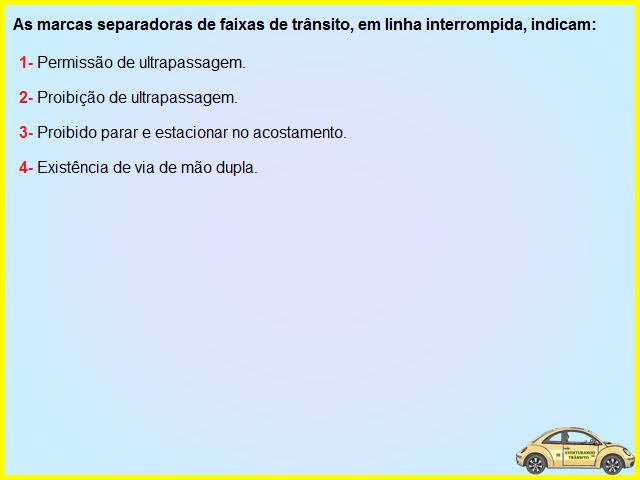 As marcas separadoras de faixas de trânsito, em linha interrompida, indicam:
1- Permissão de ultrapassagem.
2- Proibição de ultrapassagem.
3- Proibido parar e estacionar no acostamento.
4- Existência de via de mão dupla.
AVENTURANDO
TRÂNSITO